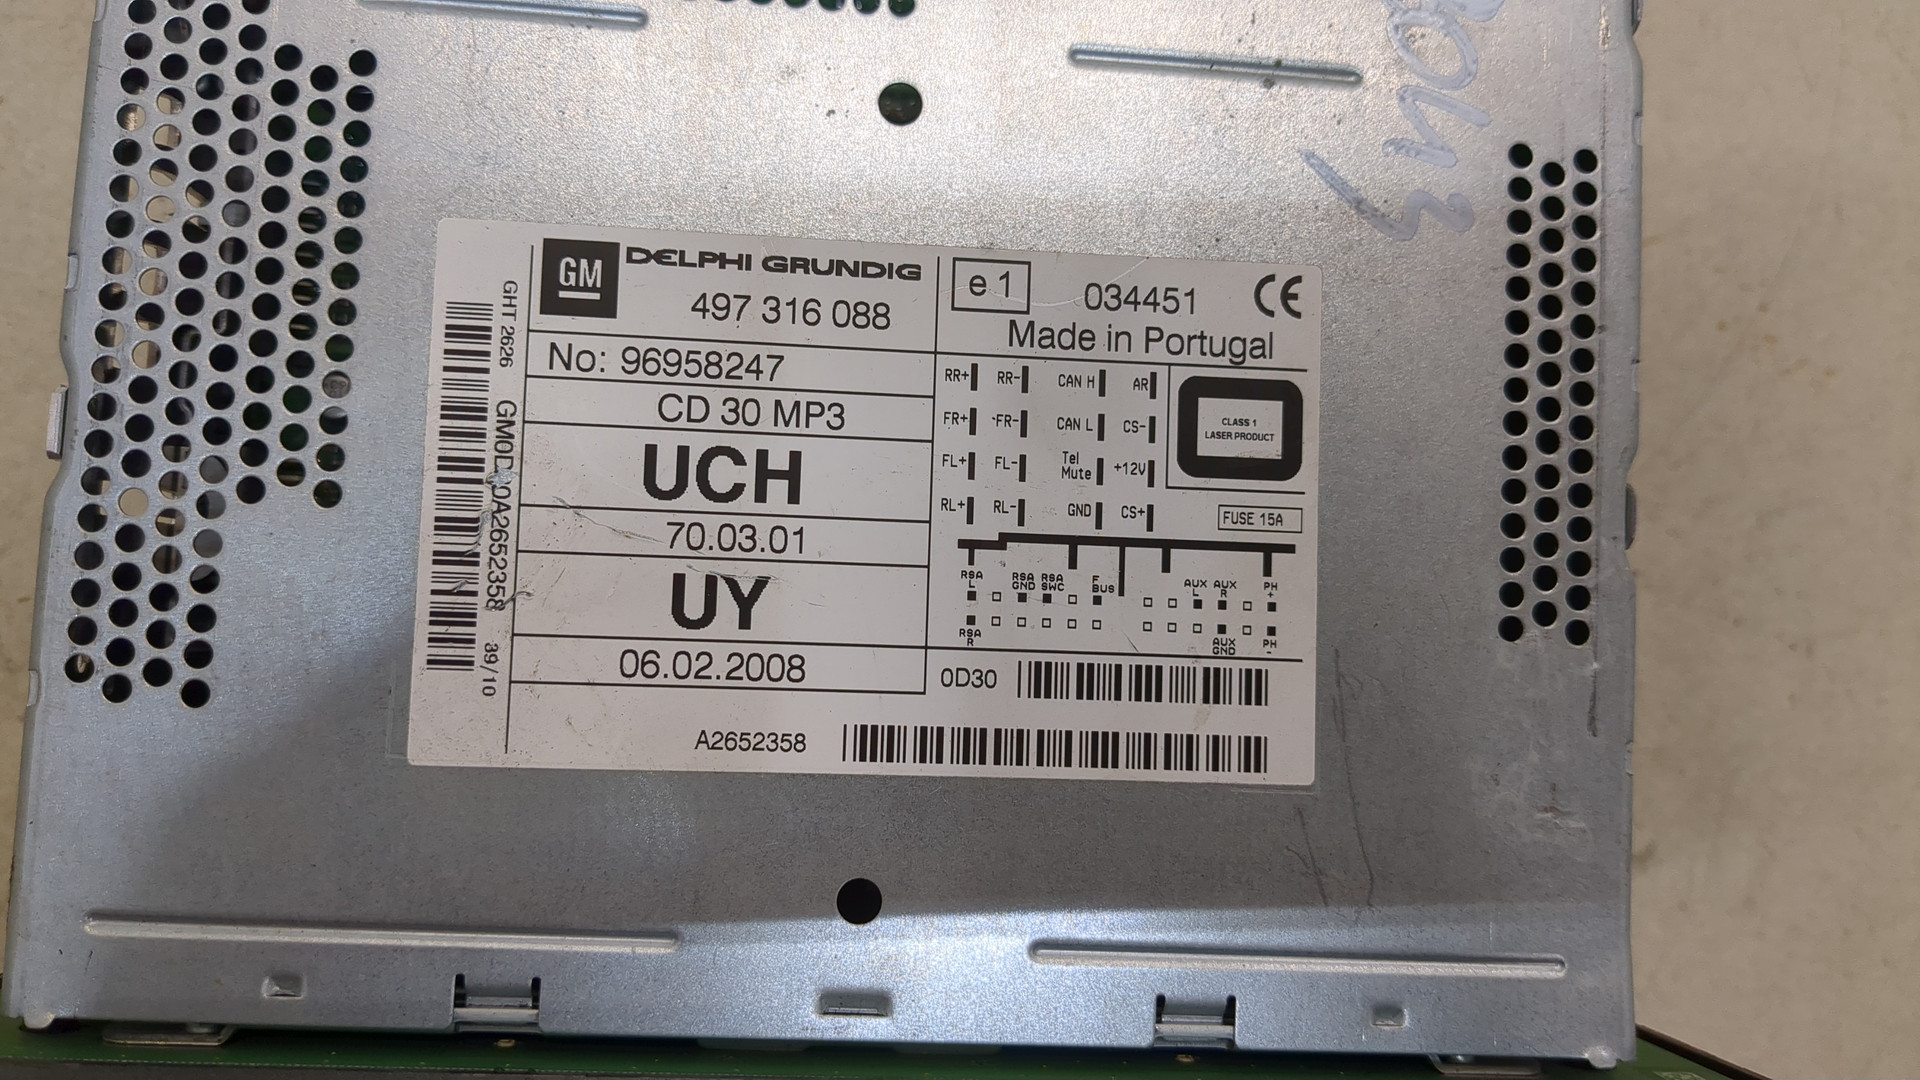 GM DELPHI GRUNDIG
497 316 088
No: 96958247
CD 30 MP3
UCH
70.03.01
UY
06.02.2008
e1 034451 CE
Made in Portugal
RR+ RR- CAN H AR
FR+ FR- CAN L CS-
FL+ FL- Tel Mute +12V
RL+ RL- GND CS+
CLASS 1
LASER PRODUCT
FUSE 15A
RSA L RSA GND RSA SWC F BUS AUX L AUX R PH +
RSA R AUX GND PH -
0D30
A2652358
GHT 2626 39/10